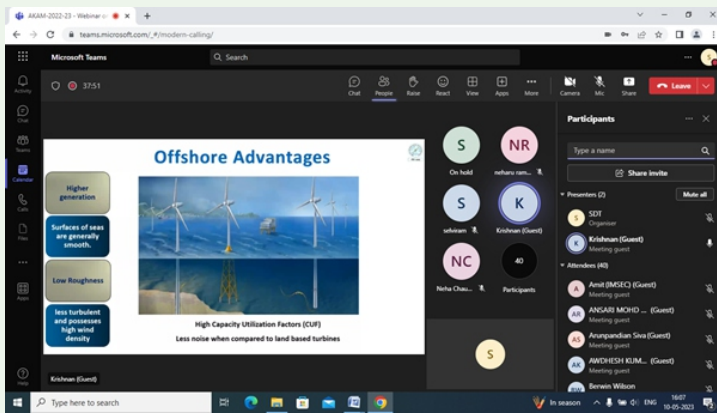 AKAM-2022-23 - Webinar on
teams.microsoft.com/_#/modern-calling/
Microsoft Teams
Search
Activity
Chat
Teams
Calendar
Calls
Files
Apps
Help
37:51
Chat
People
Raise
React
View
Apps
More
Camera
Mic
Share
Leave
Offshore Advantages
Higher
generation
Surfaces of seas
are generally
smooth.
Low Roughness
less turbulent
and possesses
high wind
density
High Capacity Utilization Factors (CUF)
Less noise when compared to land based turbines
Krishnan (Guest)
S
On hold
NR
neharu ram...
S
selviram
K
Krishnan (Guest)
NC
Neha Chau...
40
Participants
S
Participants
Type a name
Share invite
Presenters (2)
Mute all
S
SDT
Organiser
K
Krishnan (Guest)
Meeting guest
Attendees (40)
A
Amit (IMSEC) (Guest)
Meeting guest
AR
ANSARI MOHD ... (Guest)
Meeting guest
AS
Arunpandian Siva (Guest)
Meeting guest
AK
AWDHESH KUM... (Guest)
Meeting guest
BW
Berwin Wilson
Type here to search
In season
ENG
16:07
10-05-2023